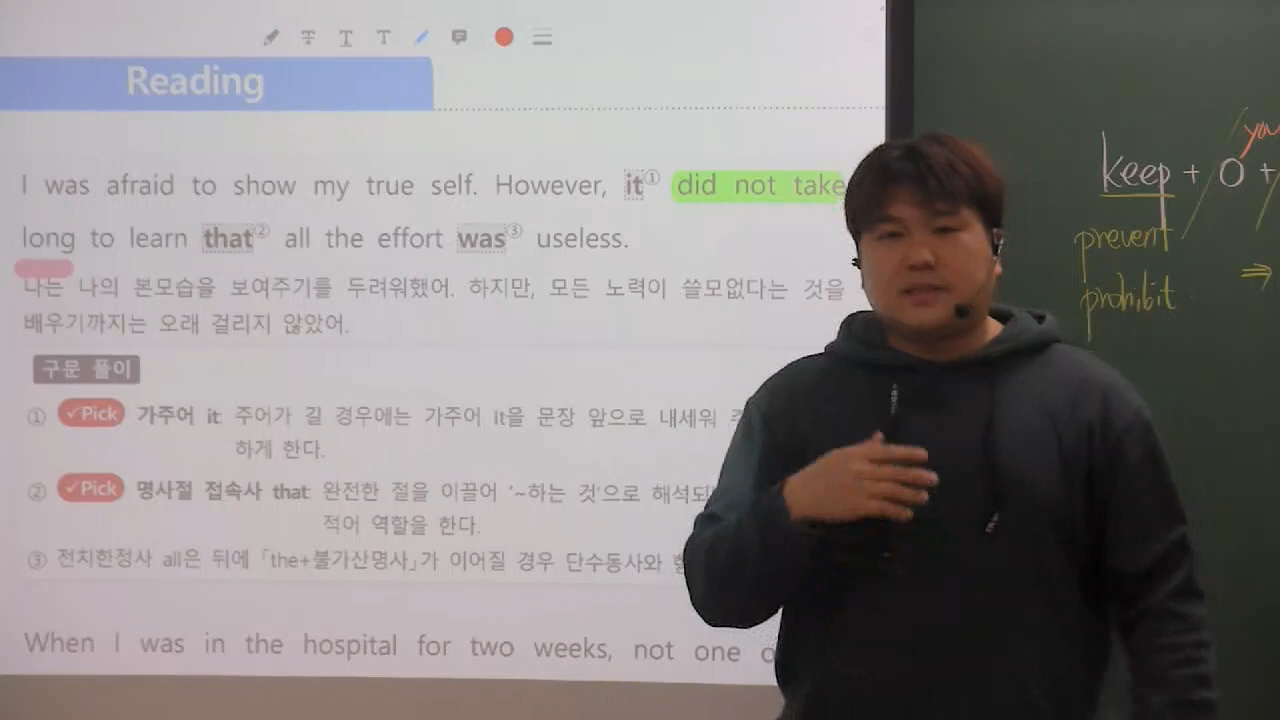 Reading
I was afraid to show my true self. However, it① did not take
long to learn that② all the effort was③ useless.
나는 나의 본모습을 보여주기를 두려워했어. 하지만, 모든 노력이 쓸모없다는 것을
배우기까지는 오래 걸리지 않았어.
구문 풀이
① ✓Pick 가주어 it: 주어가 길 경우에는 가주어 It을 문장 앞으로 내세워
하게 한다.
② ✓Pick 명사절 접속사 that: 완전한 절을 이끌어 '~하는 것'으로
적어 역할을 한다.
③ 전치한정사 all은 뒤에 「the+불가산명사」가 이어질 경우 단수동사와
When I was in the hospital for two weeks, not one
keep + O +
prevent
prohibit
⇒